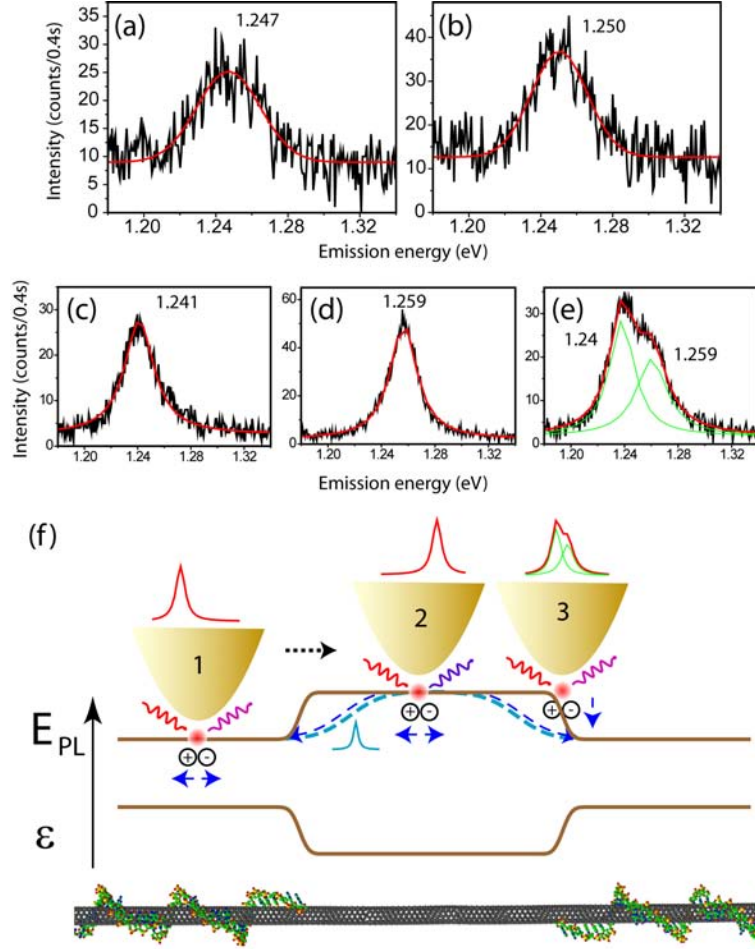 (a) 1.247
(b) 1.250
Intensity (counts/0.4s)
35
30
25
20
15
10
5
0
50
40
30
20
10
0
1.20 1.24 1.28 1.32
1.20 1.24 1.28 1.32
Emission energy (eV)
(c) 1.241
(d) 1.259
(e) 1.24 1.259
Intensity (counts/0.4s)
30
20
10
0
60
40
20
0
30
20
10
0
1.20 1.24 1.28 1.32
1.20 1.24 1.28 1.32
1.20 1.24 1.28 1.32
Emission energy (eV)
(f)
1
2
3
+ -
+ -
+ -
EPL
ε